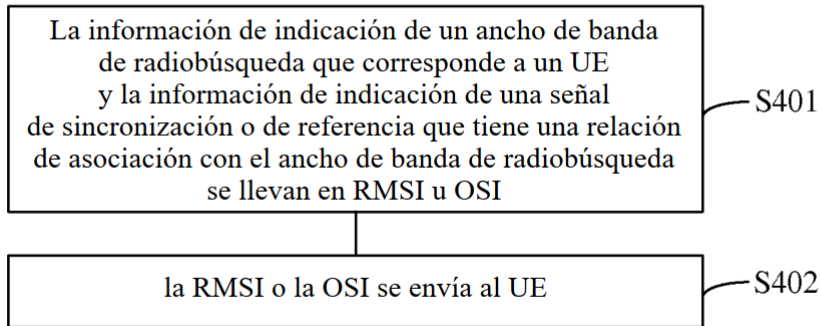 La información de indicación de un ancho de banda
de radiobúsqueda que corresponde a un UE
y la información de indicación de una señal
de sincronización o de referencia que tiene una relación
de asociación con el ancho de banda de radiobúsqueda
se llevan en RMSI u OSI
S401
la RMSI o la OSI se envía al UE
S402